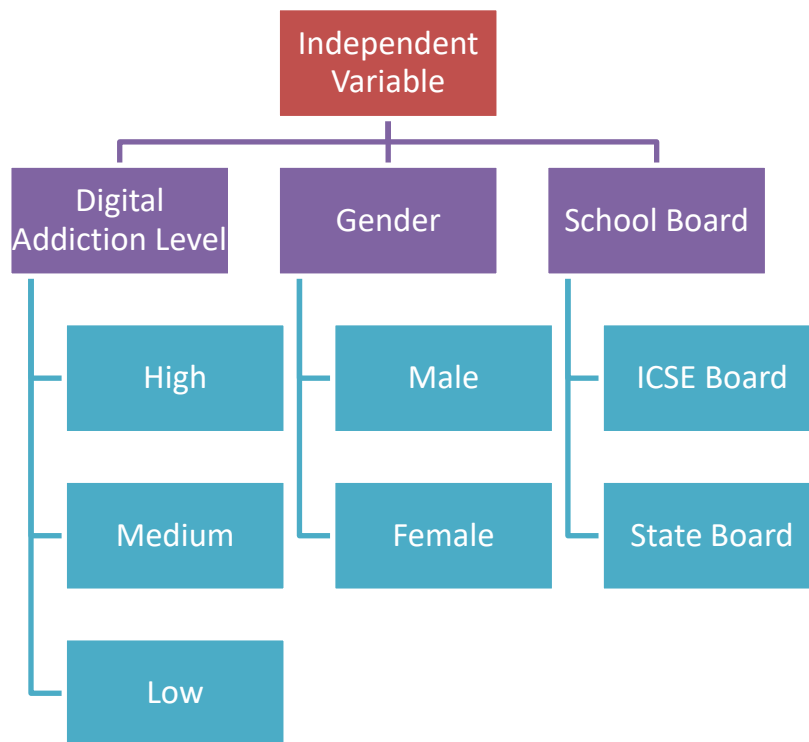 Independent
Variable
Digital
Addiction Level
Gender
School Board
High
Male
ICSE Board
Medium
Female
State Board
Low